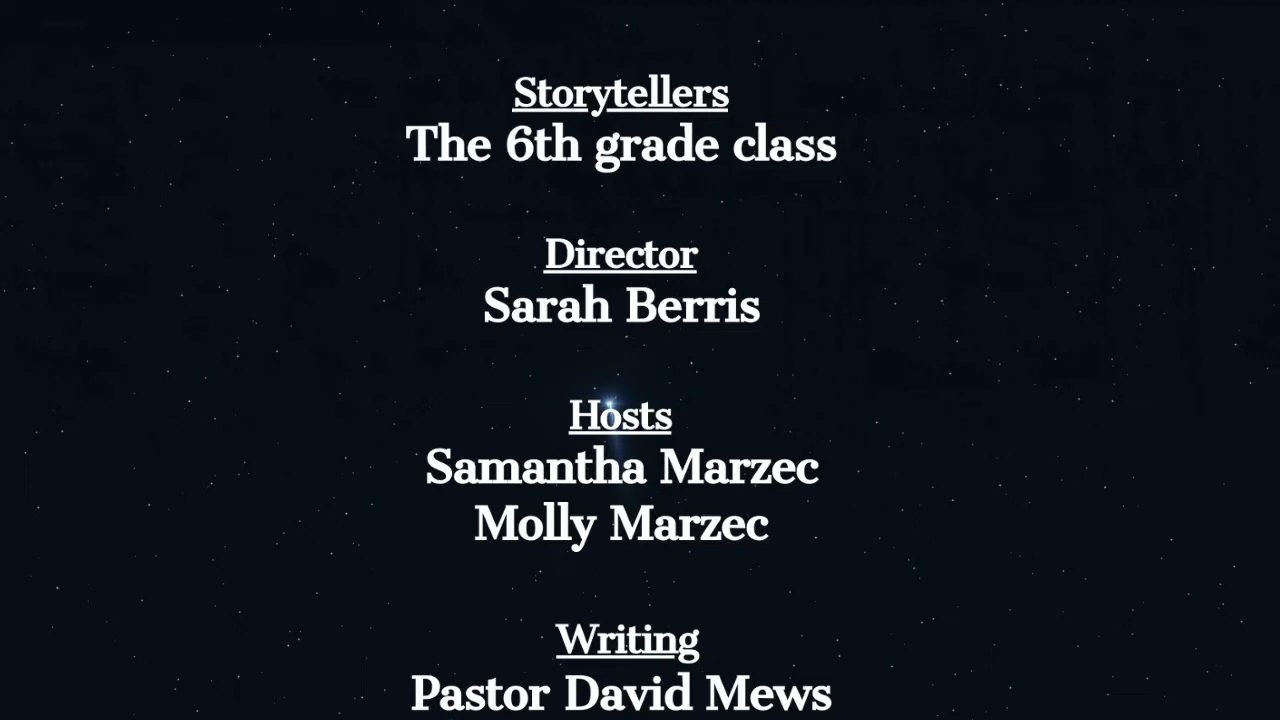 Storytellers
The 6th grade class
Director
Sarah Berris
Hosts
Samantha Marzec
Molly Marzec
Writing
Pastor David Mews